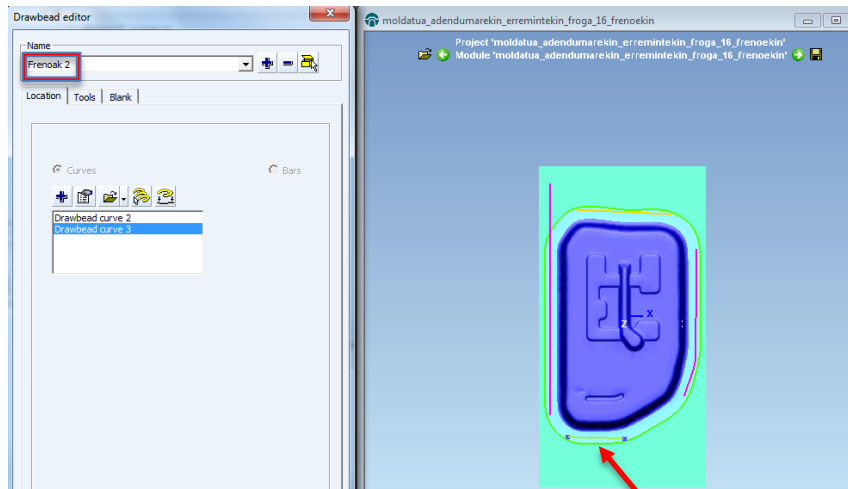 Drawbead editor
Name
Frenoak 2
Location
Tools
Blank
Curves
Bars
Drawbead curve 2
Drawbead curve 3
moldatua_adendumarekin_erremintekin_froga_16_frenoekin
Project 'moldatua_adendumarekin_erremintekin_froga_16_frenoekin'
Module 'moldatua_adendumarekin_erremintekin_froga_16_frenoekin'
X
Z